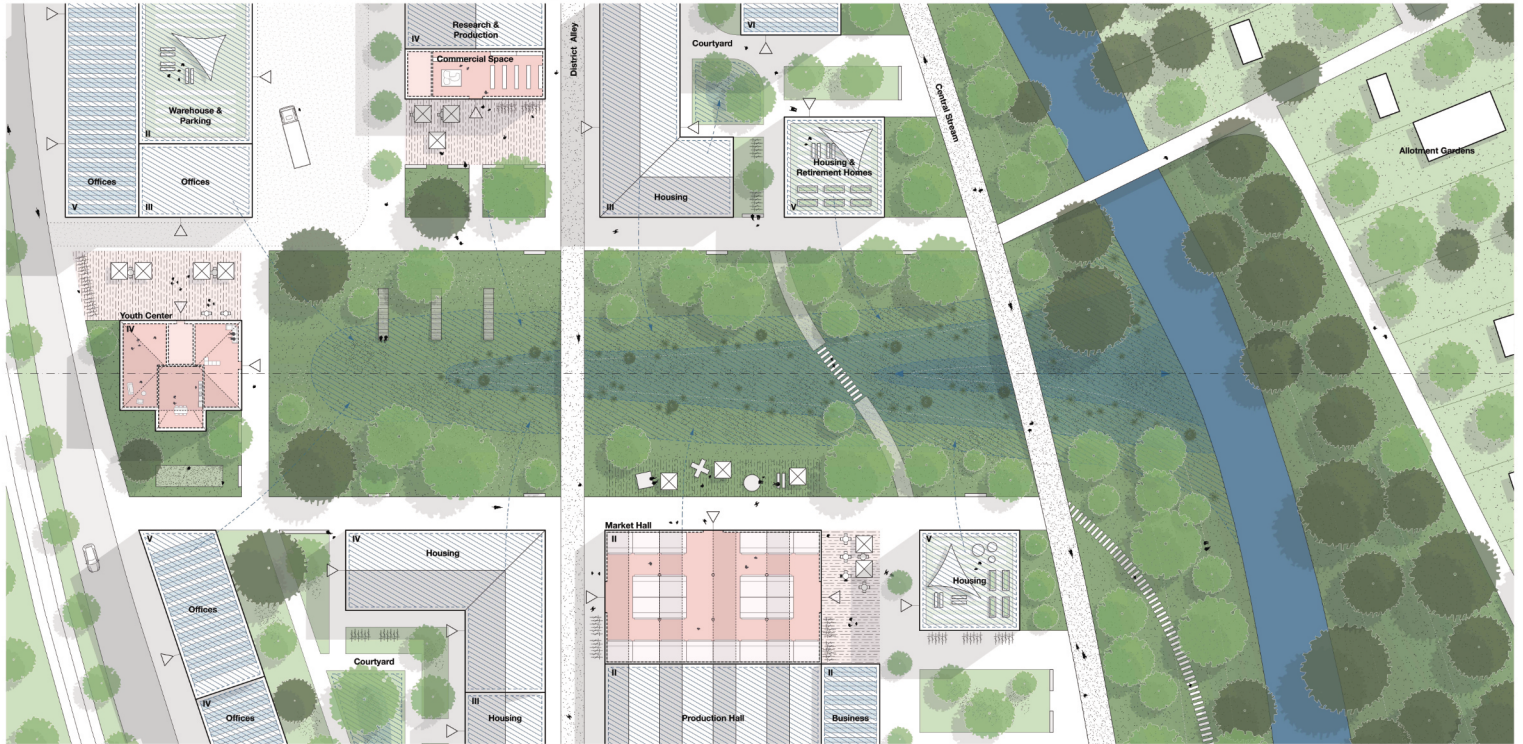 Research &
Production
IV
Commercial Space
District Alley
Courtyard
VI
Central Stream
Warehouse &
Parking
II
Offices
V
Offices
III
Housing
III
Housing &
Retirement Homes
V
Allotment Gardens
Youth Center
IV
Market Hall
II
V
Offices
IV
Offices
IV
Housing
Courtyard
III
Housing
V
Housing
II
Production Hall
II
Business